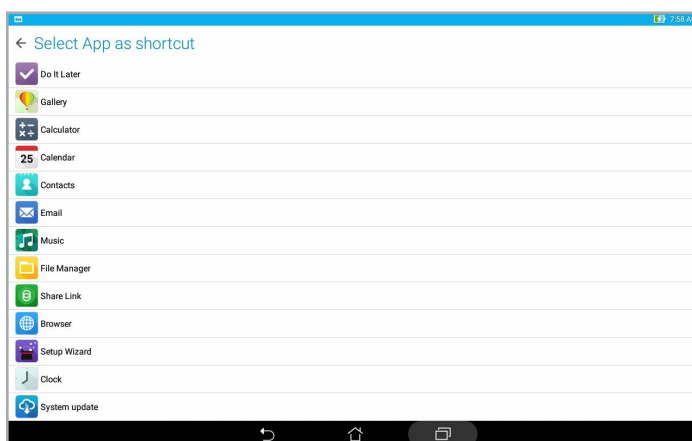 7:58 A
Select App as shortcut
Do It Later
Gallery
Calculator
25 Calendar
Contacts
Email
Music
File Manager
Share Link
Browser
Setup Wizard
Clock
System update